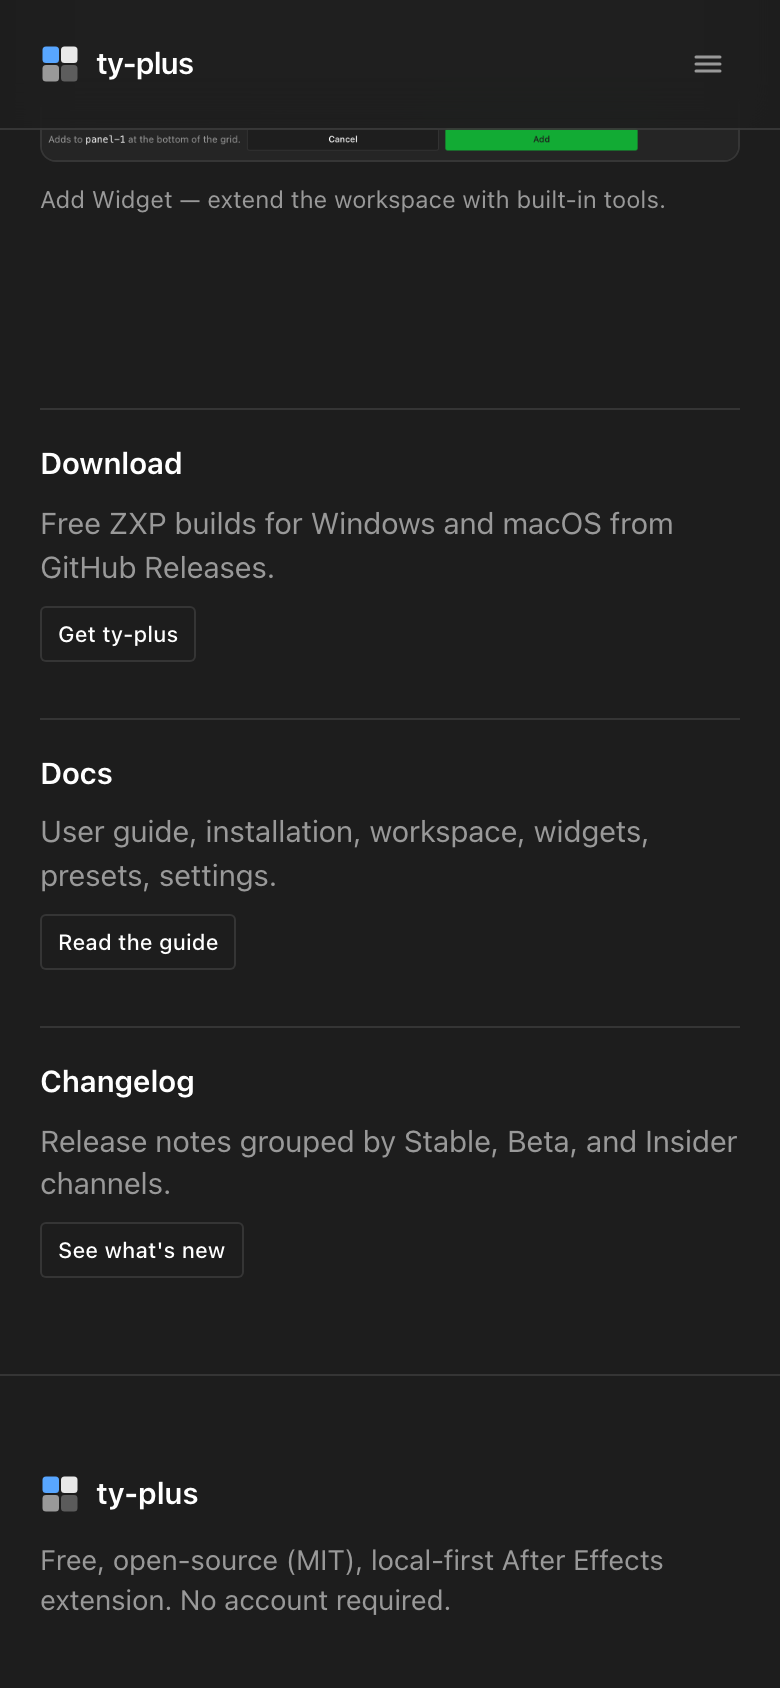 ty-plus
Adds to panel-1 at the bottom of the grid.
Cancel
Add
Add Widget — extend the workspace with built-in tools.
Download
Free ZXP builds for Windows and macOS from
GitHub Releases.
Get ty-plus
Docs
User guide, installation, workspace, widgets,
presets, settings.
Read the guide
Changelog
Release notes grouped by Stable, Beta, and Insider
channels.
See what's new
ty-plus
Free, open-source (MIT), local-first After Effects
extension. No account required.